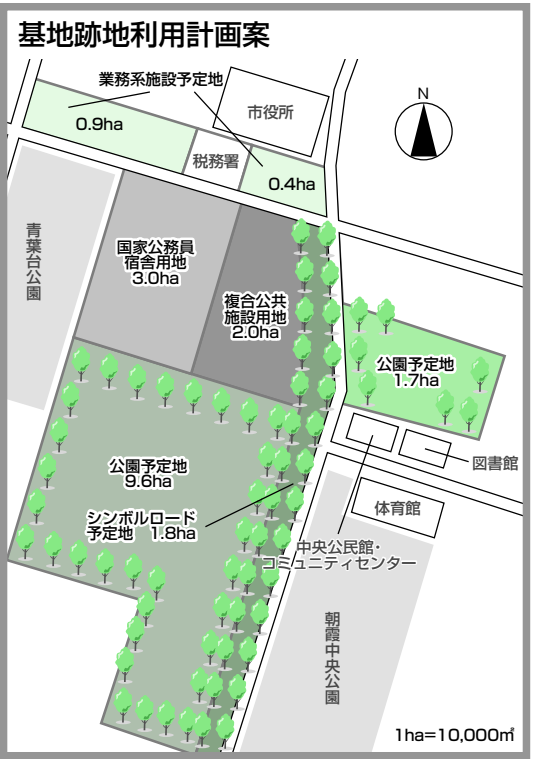 基地跡地利用計画案
業務系施設予定地
市役所
N
0.9ha
税務署
0.4ha
青葉台公園
国家公務員
宿舎用地
3.0ha
複合公共
施設用地
2.0ha
公園予定地
1.7ha
公園予定地
9.6ha
図書館
シンボルロード
予定地 1.8ha
体育館
中央公民館・
コミュニティセンター
朝霞中央公園
1ha=10,000㎡